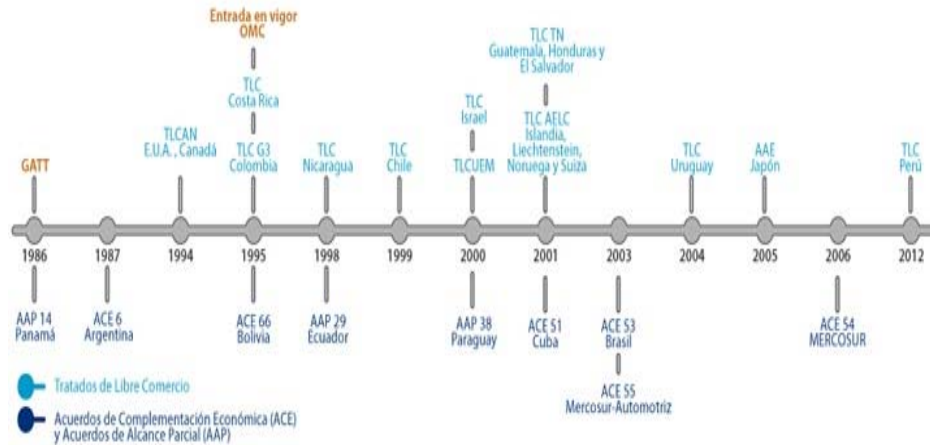 Entrada en vigor
OMC
TLC
Costa Rica
TLC TN
Guatemala, Honduras y
El Salvador
GATT
TLCAN
E.U.A. , Canadá
TLC G3
Colombia
TLC
Nicaragua
TLC
Chile
TLC
Israel
TLCUEM
TLC AELC
Islandia,
Liechtenstein,
Noruega y Suiza
TLC
Uruguay
AAE
Japón
TLC
Perú
1986
1987
1994
1995
1998
1999
2000
2001
2003
2004
2005
2006
2012
AAP 14
Panamá
ACE 6
Argentina
ACE 66
Bolivia
AAP 29
Ecuador
AAP 38
Paraguay
ACE 51
Cuba
ACE 53
Brasil
ACE 55
Mercosur-Automotriz
ACE 54
MERCOSUR
Tratados de Libre Comercio
Acuerdos de Complementación Económica (ACE)
y Acuerdos de Alcance Parcial (AAP)